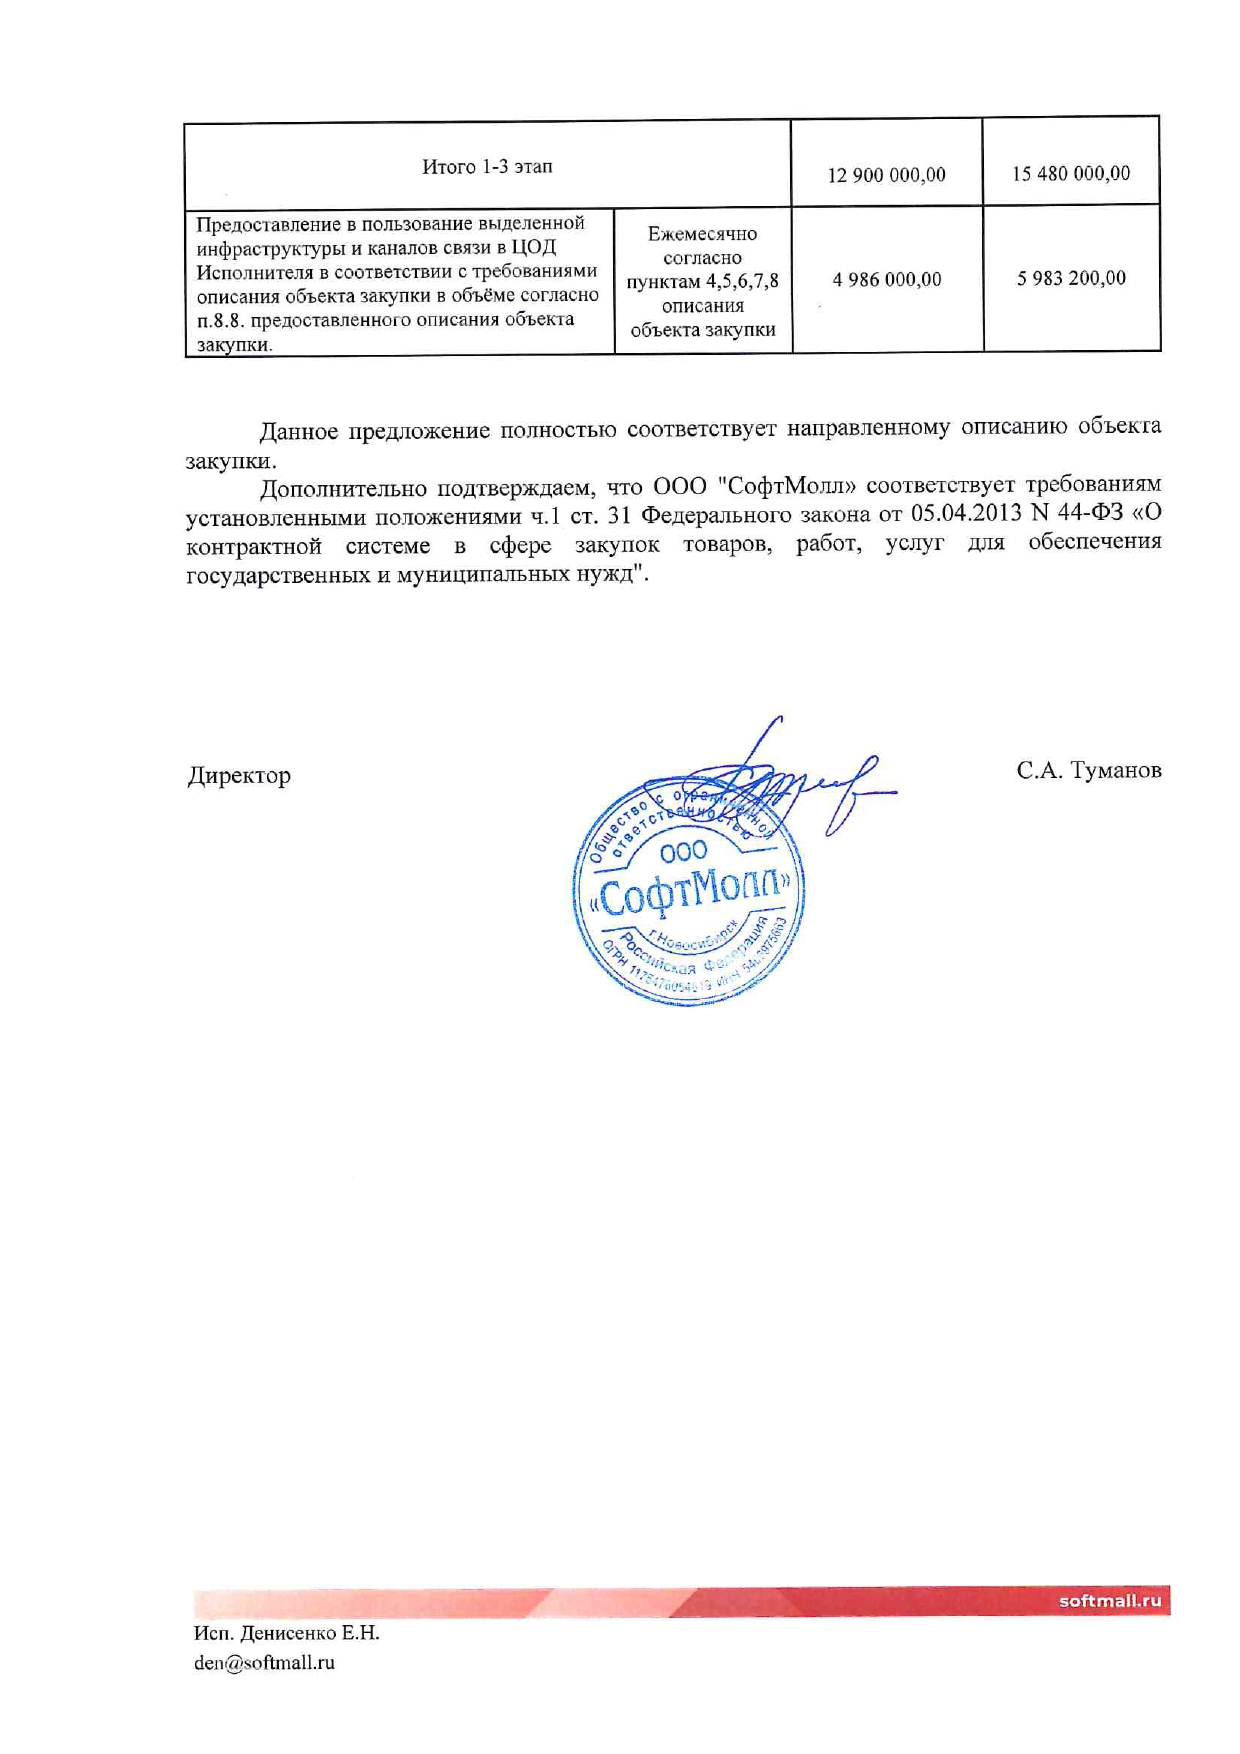 Итого 1-3 этап
12 900 000,00
15 480 000,00
Предоставление в пользование выделенной
инфраструктуры и каналов связи в ЦОД
Исполнителя в соответствии с требованиями
описания объекта закупки в объёме согласно
п.8.8. предоставленного описания объекта
закупки.
Ежемесячно
согласно
пунктам 4,5,6,7,8
описания
объекта закупки
4 986 000,00
5 983 200,00
Данное предложение полностью соответствует направленному описанию объекта
закупки.
Дополнительно подтверждаем, что ООО "СофтМолл» соответствует требованиям
установленными положениями ч.1 ст. 31 Федерального закона от 05.04.2013 N 44-ФЗ «О
контрактной системе в сфере закупок товаров, работ, услуг для обеспечения
государственных и муниципальных нужд".
Директор
С.А. Туманов
Общество с ограниченной
ответственностью
ООО
«СофтМолл»
г.Новосибирск
Российская Федерация
ОГРН ИНН
softmall.ru
Исп. Денисенко Е.Н.
den@softmall.ru